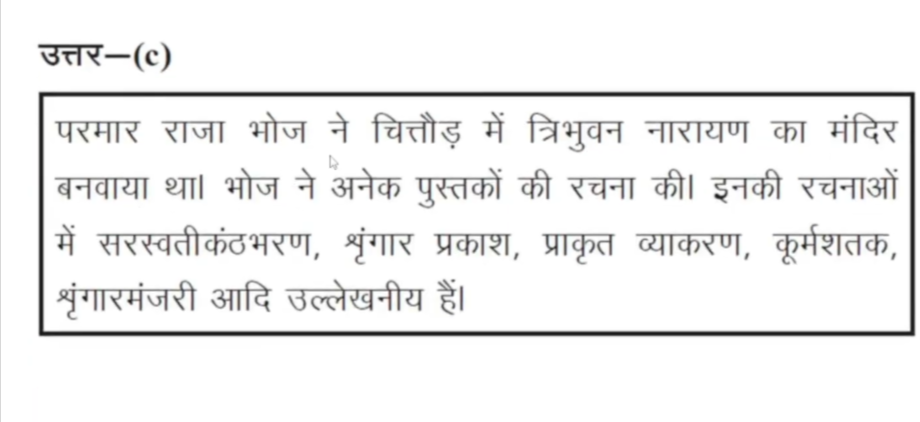 उत्तर–(c)
परमार राजा भोज ने चित्तौड़ में त्रिभुवन नारायण का मंदिर
बनवाया था। भोज ने अनेक पुस्तकों की रचना की। इनकी रचनाओं
में सरस्वतीकंठभरण, शृंगार प्रकाश, प्राकृत व्याकरण, कूर्मशतक,
शृंगारमंजरी आदि उल्लेखनीय हैं।